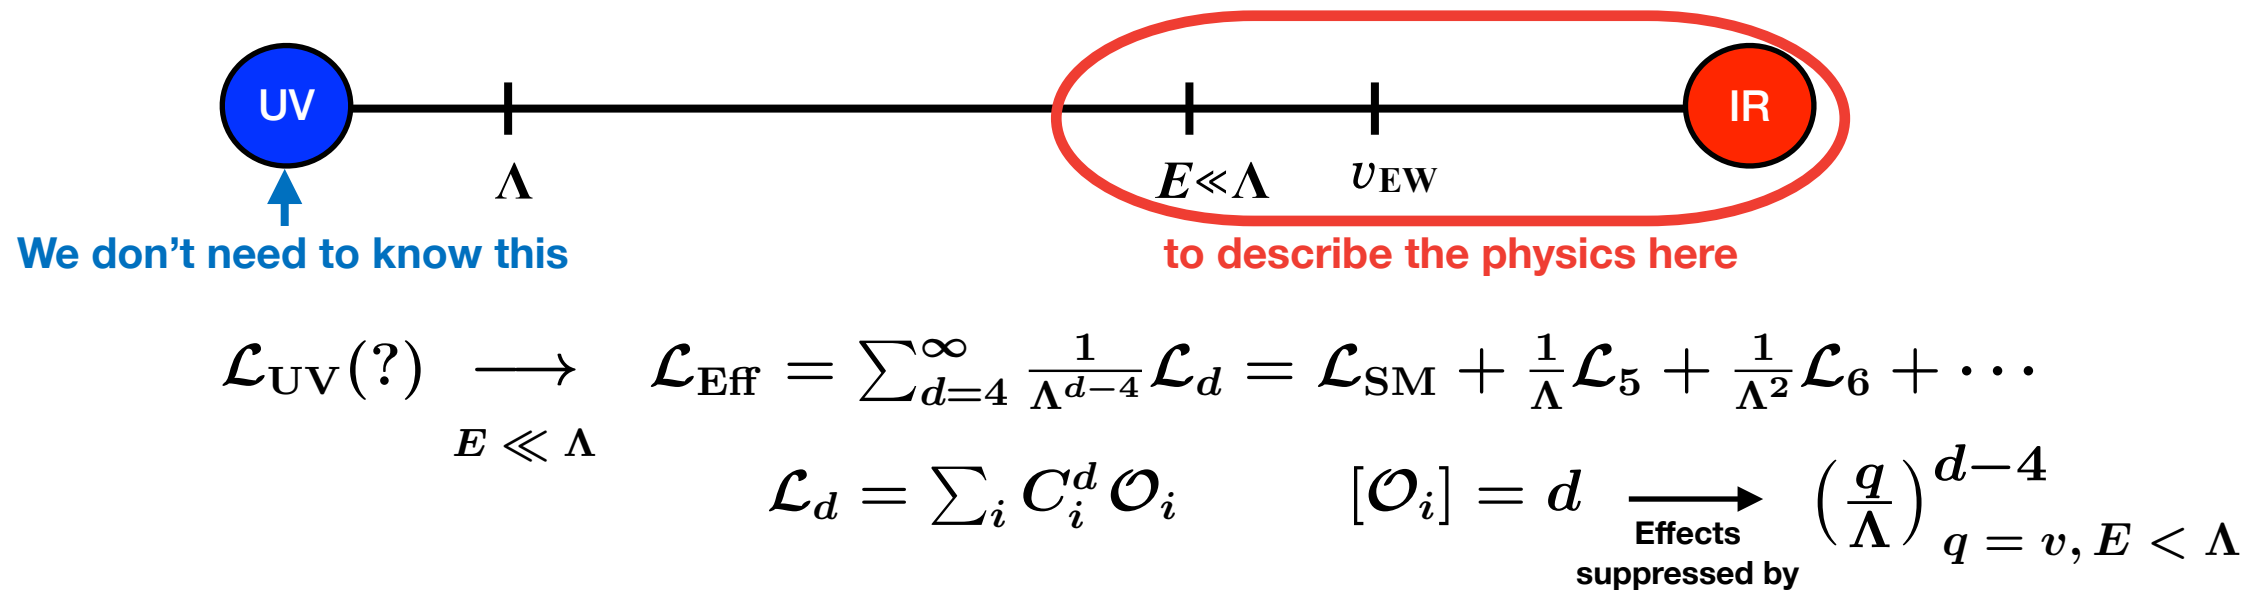 UV
IR
Λ
E≪Λ
v_EW
We don't need to know this
to describe the physics here
𝓛_UV(?) ⟶ 𝓛_Eff = ∑_{d=4}^{∞} 1/Λ^{d−4} 𝓛_d = 𝓛_SM + 1/Λ 𝓛_5 + 1/Λ² 𝓛_6 + ⋯
E ≪ Λ
𝓛_d = ∑_i C_i^d 𝒪_i
[𝒪_i] = d ⟶ (q/Λ)^{d−4}
Effects
suppressed by
q = v, E < Λ